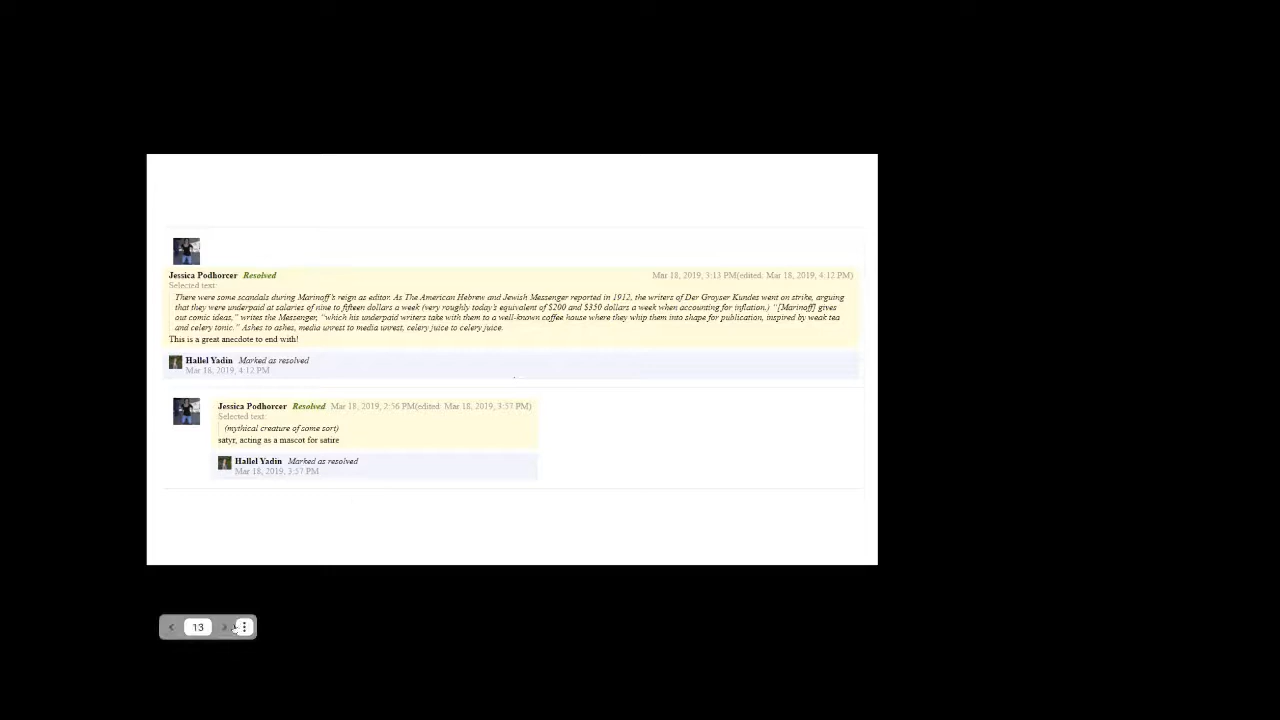 Jessica Podhorcer Resolved Mar 18, 2019, 3:13 PM(edited: Mar 18, 2019, 4:12 PM)
Selected text:
There were some scandals during Marinoff's reign as editor. As The American Hebrew and Jewish Messenger reported in 1912, the writers of Der Groyser Kundes went on strike, arguing
that they were underpaid at salaries of nine to fifteen dollars a week (very roughly today's equivalent of $200 and $350 dollars a week when accounting for inflation.) "[Marinoff] gives
out comic ideas," writes the Messenger, "which his underpaid writers take with them to a well-known coffee house where they whip them into shape for publication, inspired by weak tea
and celery tonic." Ashes to ashes, media unrest to media unrest, celery juice to celery juice.
This is a great anecdote to end with!
Hallel Yadin Marked as resolved
Mar 18, 2019, 4:12 PM
Jessica Podhorcer Resolved Mar 18, 2019, 2:56 PM(edited: Mar 18, 2019, 3:57 PM)
Selected text:
(mythical creature of some sort)
satyr, acting as a mascot for satire
Hallel Yadin Marked as resolved
Mar 18, 2019, 3:57 PM
13